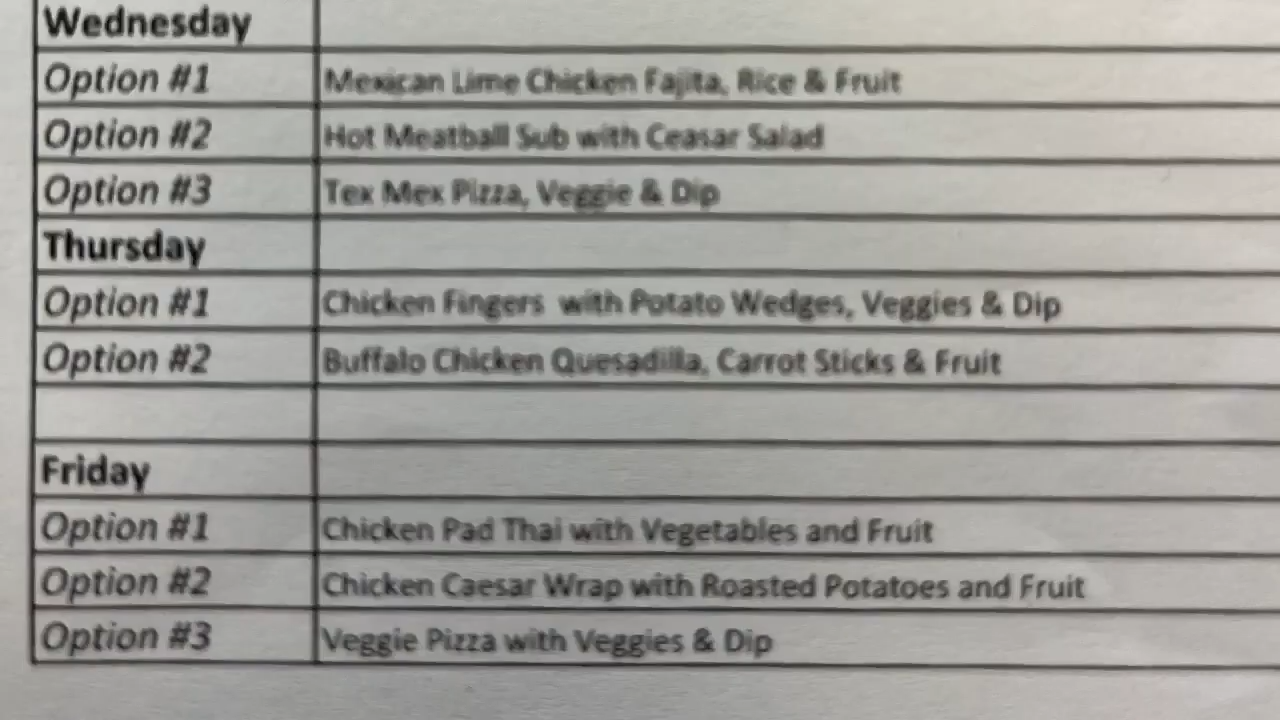 Wednesday
Option #1 Mexican Lime Chicken Fajita, Rice & Fruit
Option #2 Hot Meatball Sub with Ceasar Salad
Option #3 Tex Mex Pizza, Veggie & Dip
Thursday
Option #1 Chicken Fingers with Potato Wedges, Veggies & Dip
Option #2 Buffalo Chicken Quesadilla, Carrot Sticks & Fruit
Friday
Option #1 Chicken Pad Thai with Vegetables and Fruit
Option #2 Chicken Caesar Wrap with Roasted Potatoes and Fruit
Option #3 Veggie Pizza with Veggies & Dip